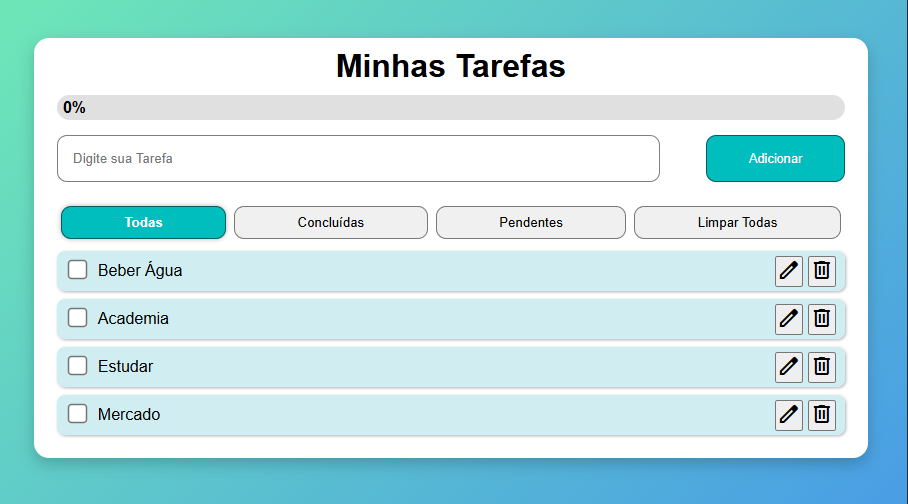 Minhas Tarefas
0%
Digite sua Tarefa
Adicionar
Todas
Concluídas
Pendentes
Limpar Todas
Beber Água
Academia
Estudar
Mercado